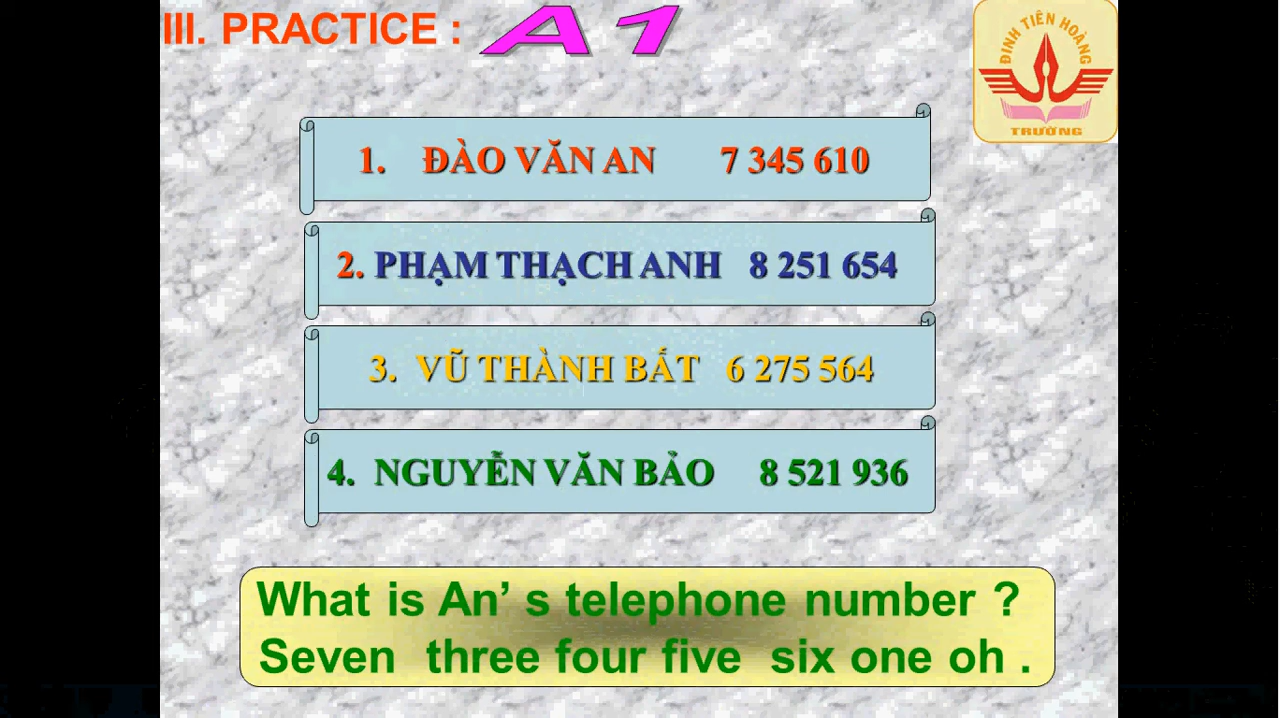 III. PRACTICE :
A 1
ĐINH TIÊN HOÀNG
TRƯỜNG
1. ĐÀO VĂN AN 7 345 610
2. PHẠM THẠCH ANH 8 251 654
3. VŨ THÀNH BẤT 6 275 564
4. NGUYỄN VĂN BẢO 8 521 936
What is An’ s telephone number ?
Seven three four five six one oh .